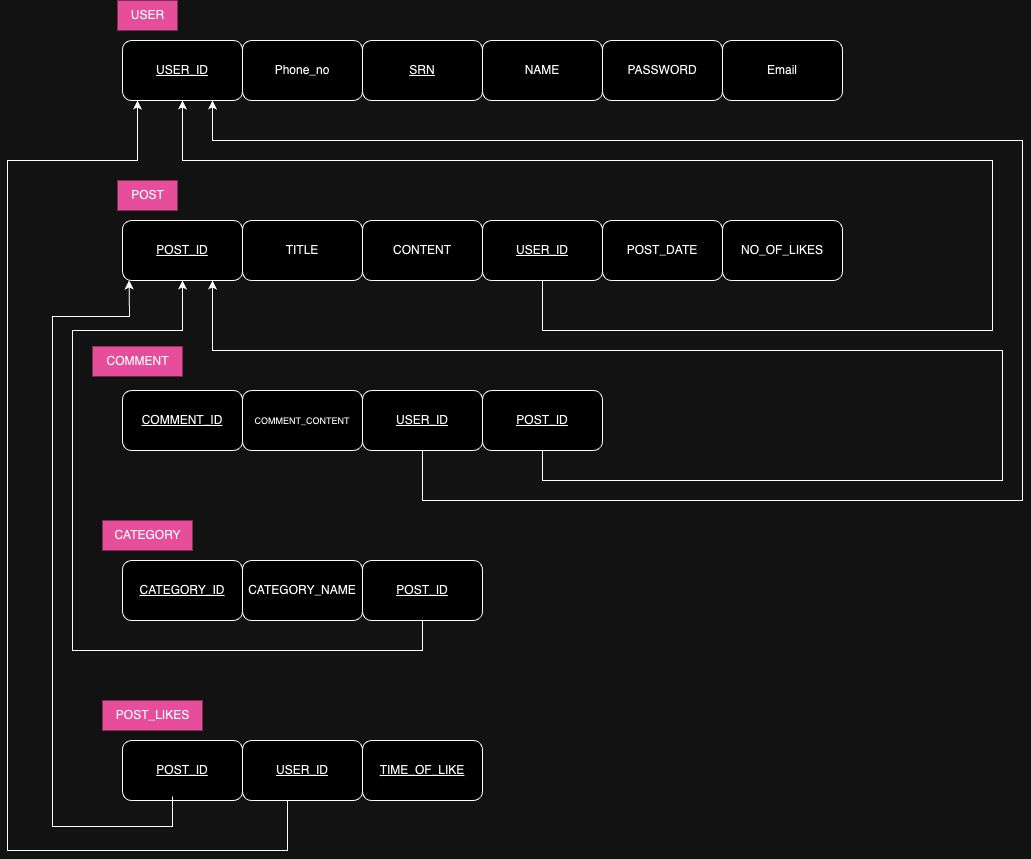 USER
USER_ID Phone_no SRN NAME PASSWORD Email
POST
POST_ID TITLE CONTENT USER_ID POST_DATE NO_OF_LIKES
COMMENT
COMMENT_ID COMMENT_CONTENT USER_ID POST_ID
CATEGORY
CATEGORY_ID CATEGORY_NAME POST_ID
POST_LIKES
POST_ID USER_ID TIME_OF_LIKE